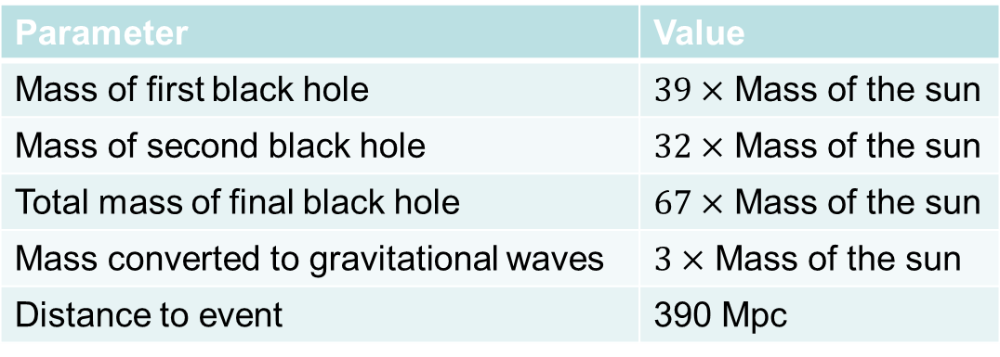 Parameter Value
Mass of first black hole 39 × Mass of the sun
Mass of second black hole 32 × Mass of the sun
Total mass of final black hole 67 × Mass of the sun
Mass converted to gravitational waves 3 × Mass of the sun
Distance to event 390 Mpc